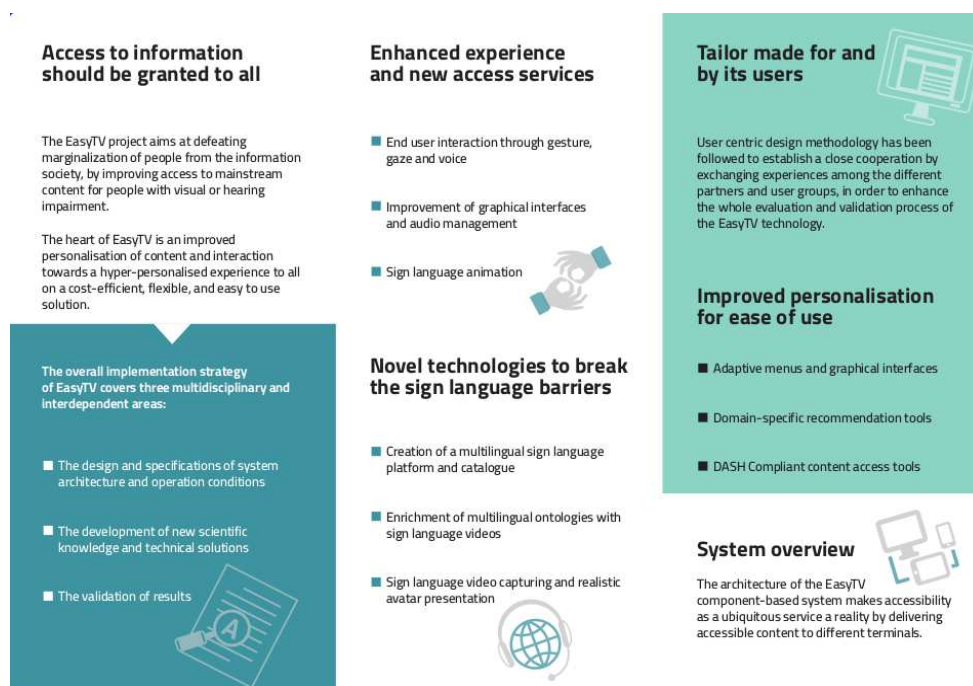 Access to information
should be granted to all
The EasyTV project aims at defeating
marginalization of people from the information
society, by improving access to mainstream
content for people with visual or hearing
impairment.
The heart of EasyTV is an improved
personalisation of content and interaction
towards a hyper-personalised experience to all
on a cost-efficient, flexible, and easy to use
solution.
The overall implementation strategy
of EasyTV covers three multidisciplinary and
interdependent areas:
The design and specifications of system
architecture and operation conditions
The development of new scientific
knowledge and technical solutions
The validation of results
A
Enhanced experience
and new access services
End user interaction through gesture,
gaze and voice
Improvement of graphical interfaces
and audio management
Sign language animation
Novel technologies to break
the sign language barriers
Creation of a multilingual sign language
platform and catalogue
Enrichment of multilingual ontologies with
sign language videos
Sign language video capturing and realistic
avatar presentation
Tailor made for and
by its users
User centric design methodology has been
followed to establish a close cooperation by
exchanging experiences among the different
partners and user groups, in order to enhance
the whole evaluation and validation process of
the EasyTV technology.
Improved personalisation
for ease of use
Adaptive menus and graphical interfaces
Domain-specific recommendation tools
DASH Compliant content access tools
System overview
The architecture of the EasyTV
component-based system makes accessibility
as a ubiquitous service a reality by delivering
accessible content to different terminals.